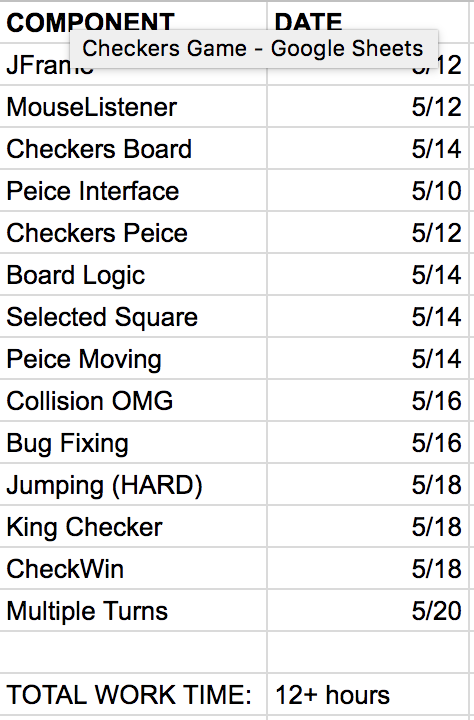 COMPONENT DATE
Checkers Game - Google Sheets
JFrame 5/12
MouseListener 5/12
Checkers Board 5/14
Peice Interface 5/10
Checkers Peice 5/12
Board Logic 5/14
Selected Square 5/14
Peice Moving 5/14
Collision OMG 5/16
Bug Fixing 5/16
Jumping (HARD) 5/18
King Checker 5/18
CheckWin 5/18
Multiple Turns 5/20
TOTAL WORK TIME: 12+ hours